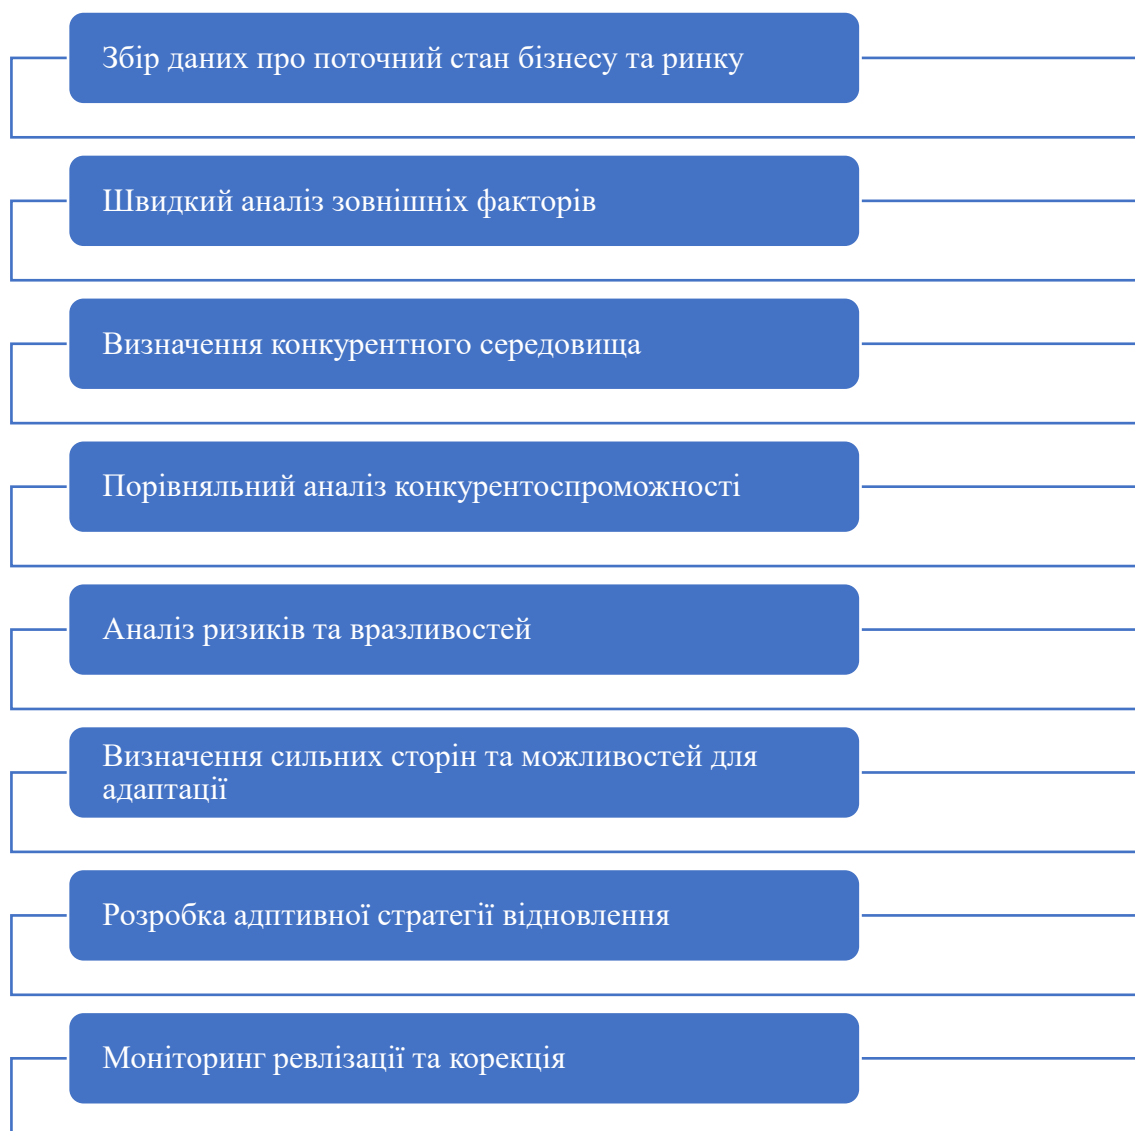 Збір даних про поточний стан бізнесу та ринку
Швидкий аналіз зовнішніх факторів
Визначення конкурентного середовища
Порівняльний аналіз конкурентоспроможності
Аналіз ризиків та вразливостей
Визначення сильних сторін та можливостей для
адаптації
Розробка адптивної стратегії відновлення
Моніторинг ревлізації та корекція